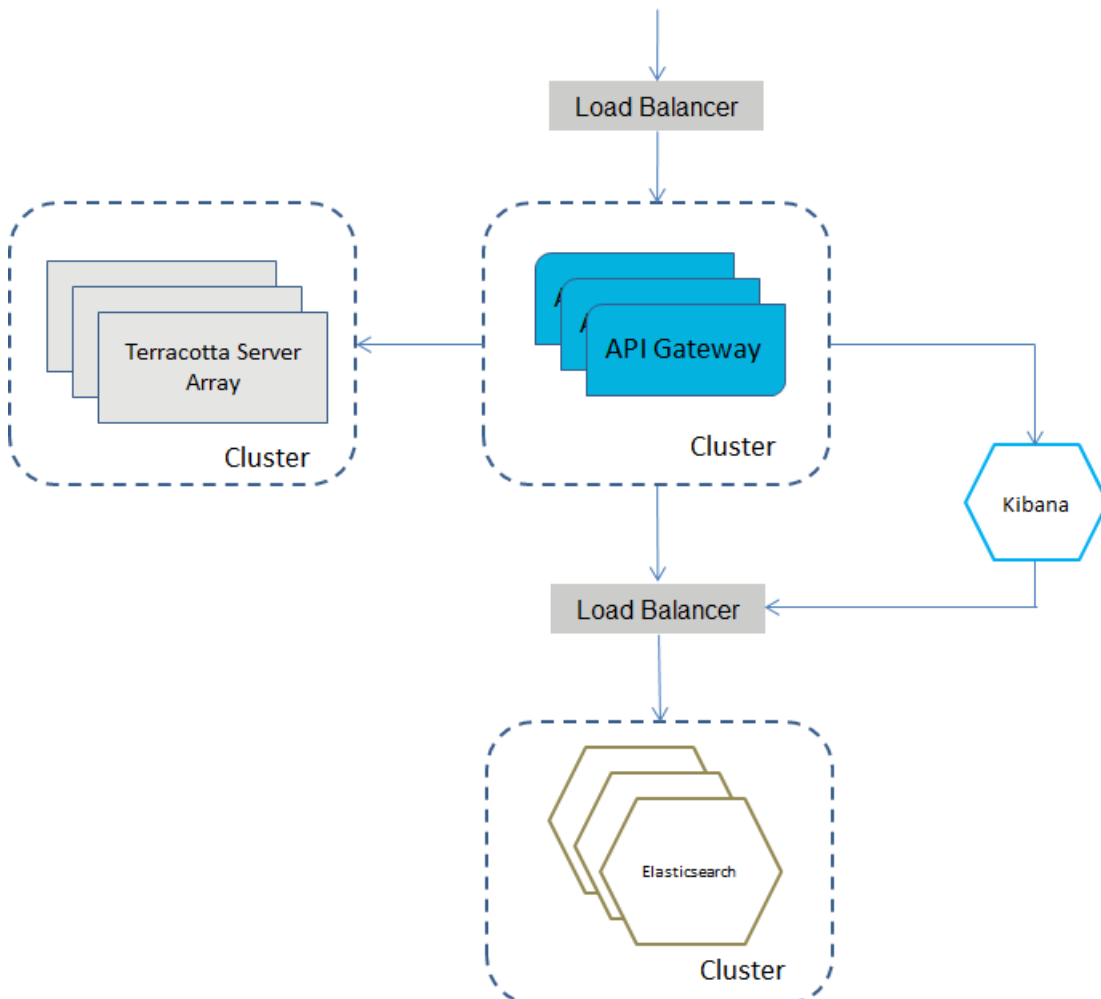 Load Balancer
A
A
API Gateway
Cluster
Terracotta Server
Array
Cluster
Kibana
Load Balancer
Elasticsearch
Cluster